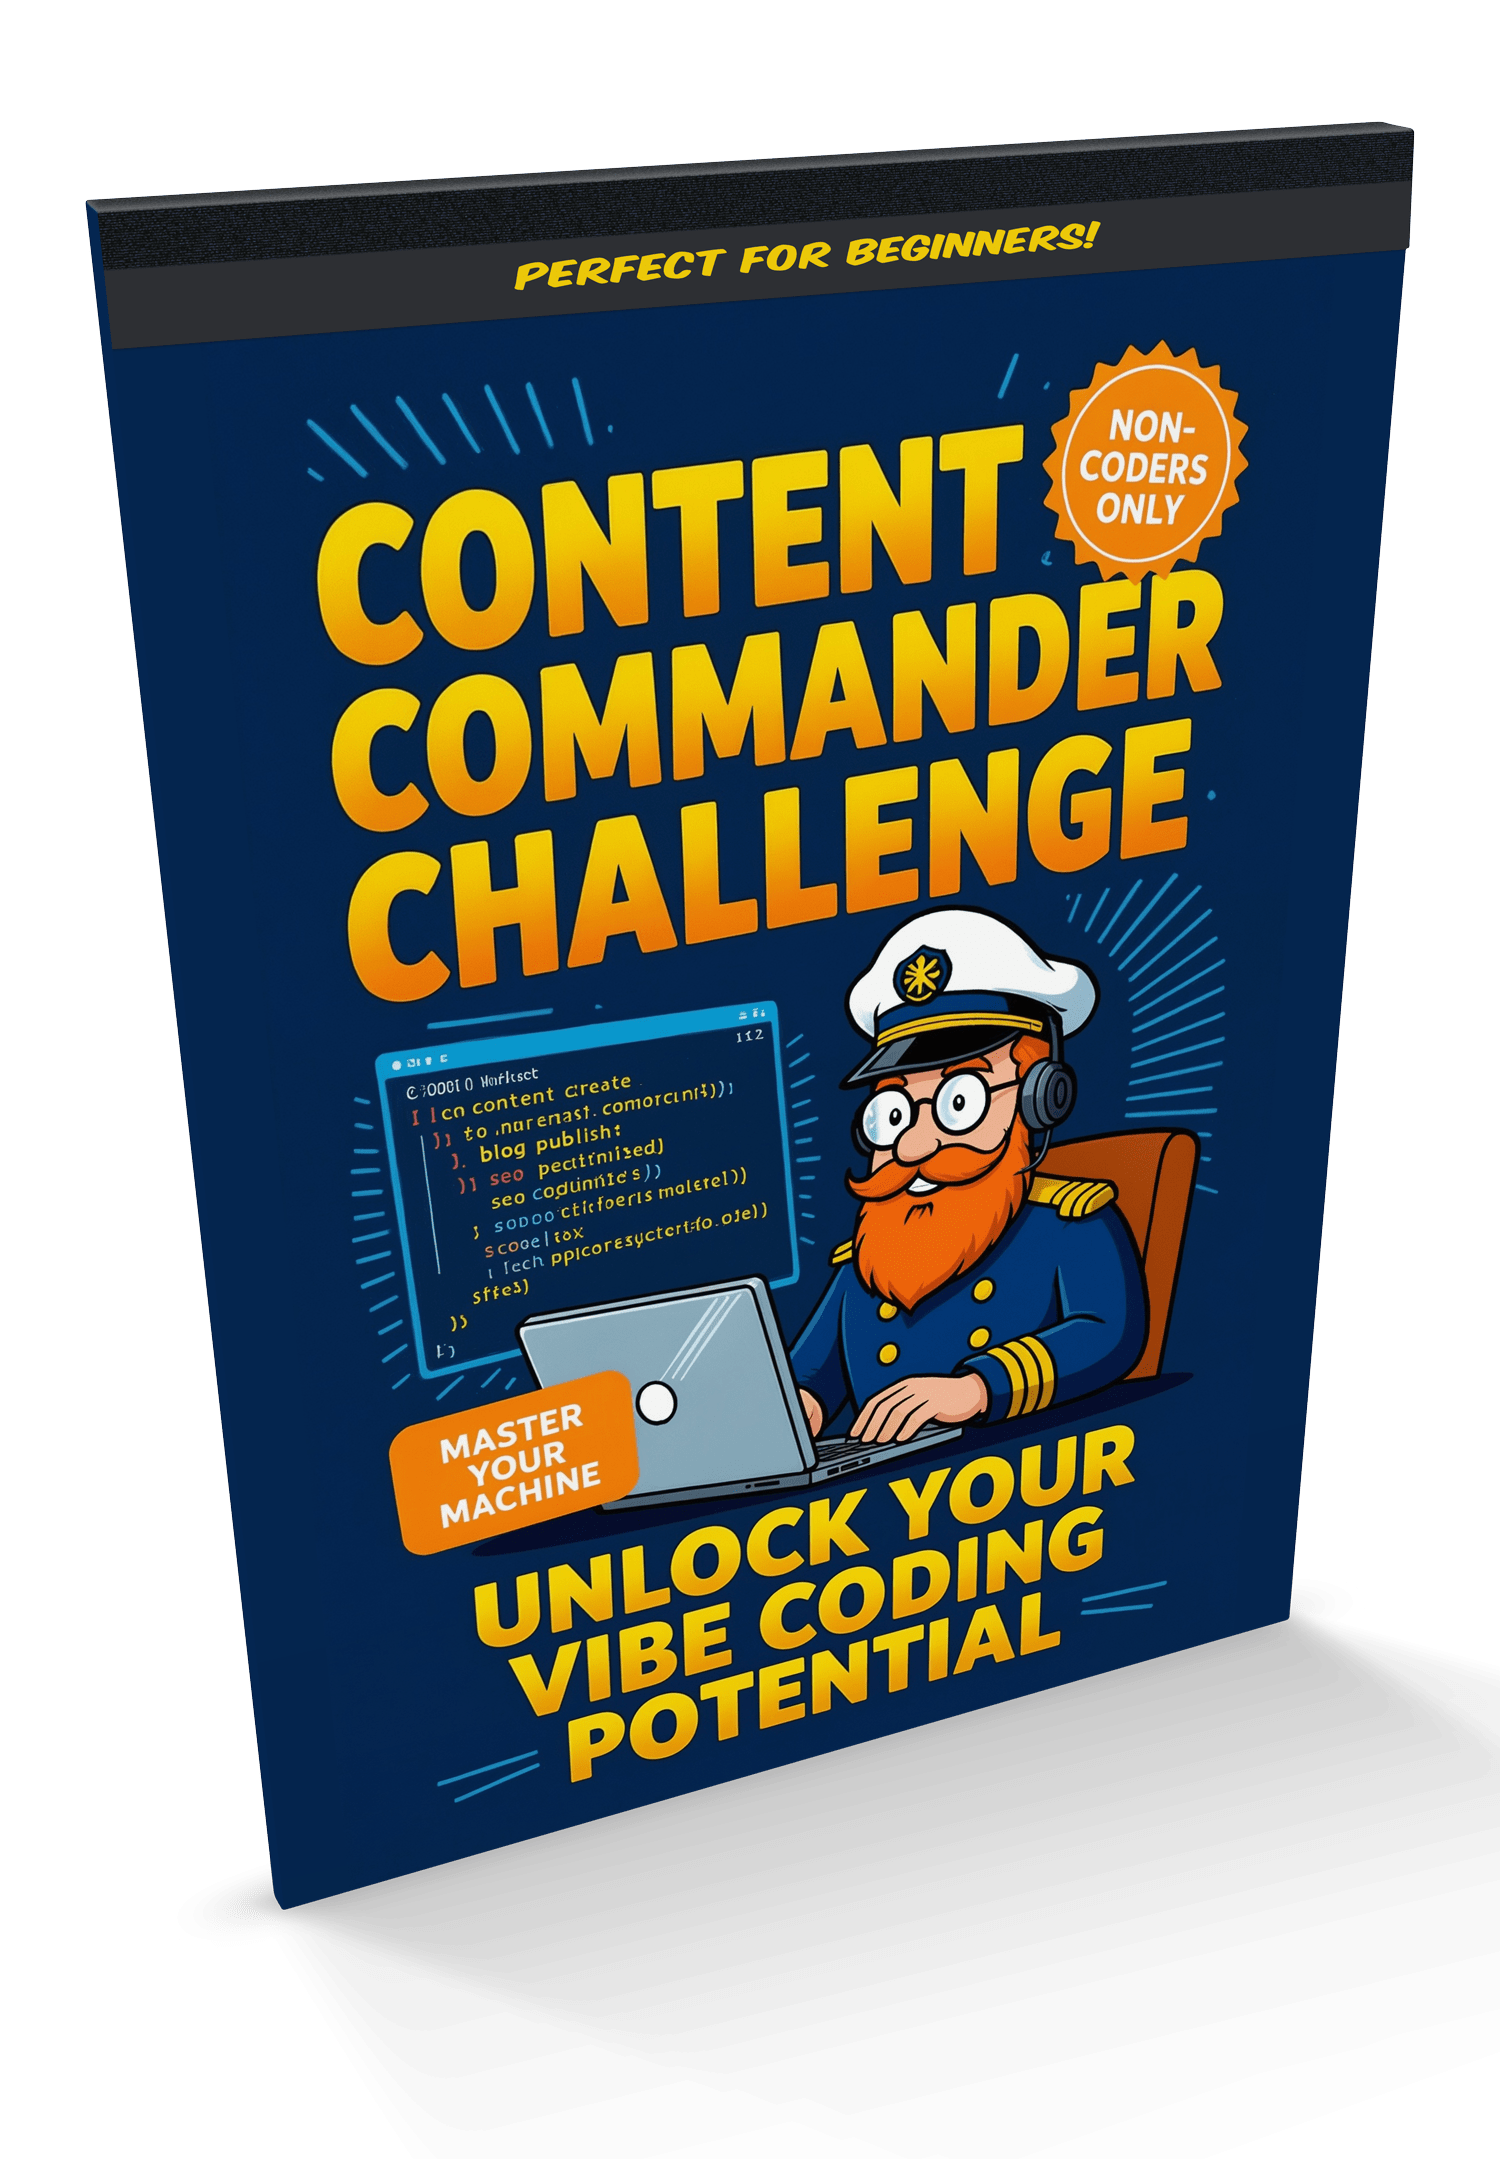 PERFECT FOR BEGINNERS!
NON-
CODERS
ONLY
CONTENT
COMMANDER
CHALLENGE
content create
to
blog publish:
seo
seo
MASTER
YOUR
MACHINE
UNLOCK YOUR
VIBE CODING
POTENTIAL